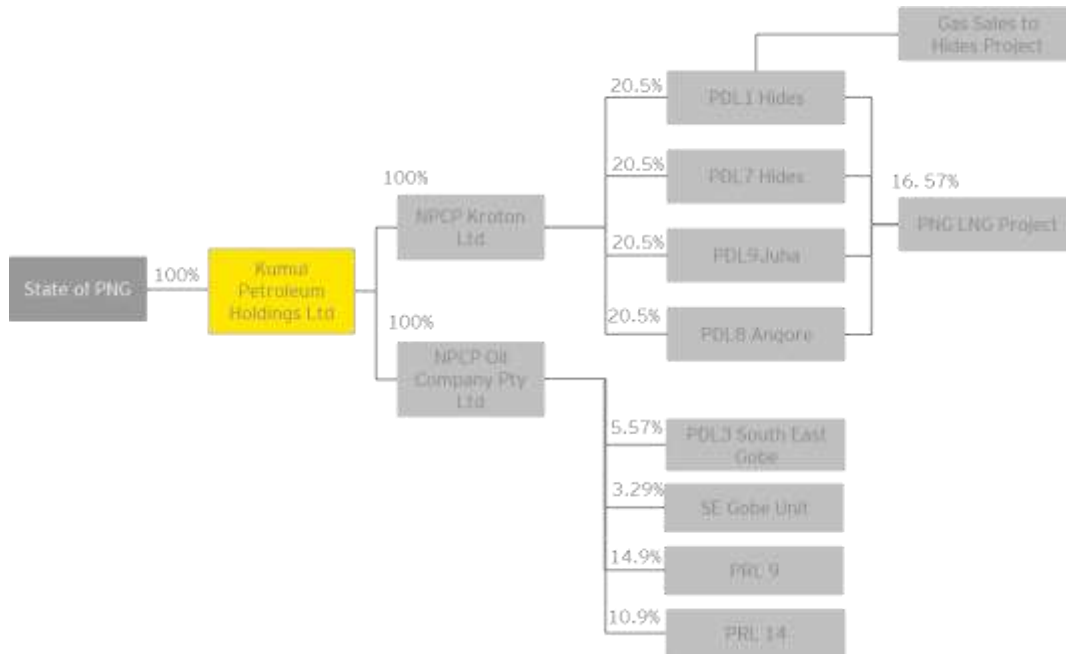 Gas Sales to
Hides Project
20.5%
PDL1 Hides
20.5%
PDL7 Hides
100%
16.57%
NPCP Kroton
Ltd
PNG LNG Project
20.5%
PDL9Juha
State of PNG
100%
Kumul
Petroleum
Holdings Ltd
20.5%
PDL8 Angore
100%
NPCP Oil
Company Pty
Ltd
5.57%
PDL3 South East
Gobe
3.29%
SE Gobe Unit
14.9%
PRL 9
10.9%
PRL 14